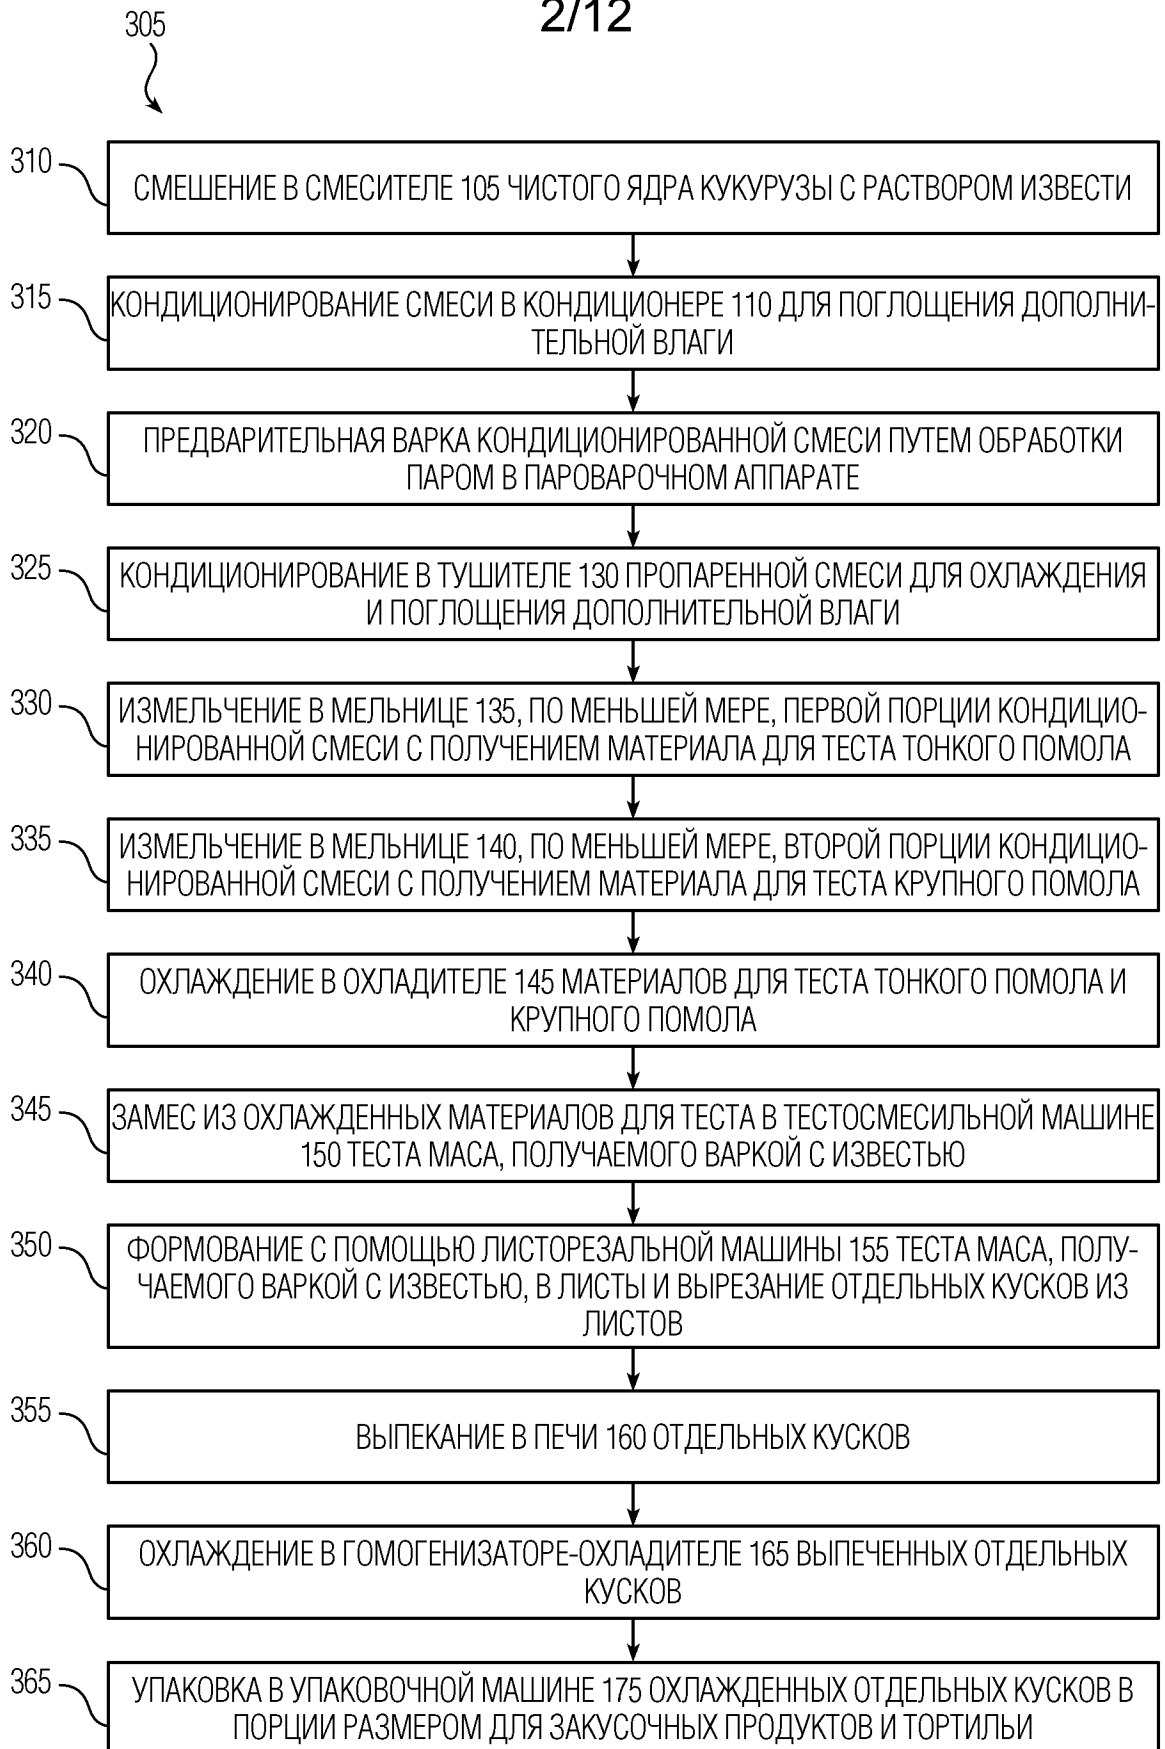 2/12
305
310
СМЕШЕНИЕ В СМЕСИТЕЛЕ 105 ЧИСТОГО ЯДРА КУКУРУЗЫ С РАСТВОРОМ ИЗВЕСТИ
315
КОНДИЦИОНИРОВАНИЕ СМЕСИ В КОНДИЦИОНЕРЕ 110 ДЛЯ ПОГЛОЩЕНИЯ ДОПОЛНИ-
ТЕЛЬНОЙ ВЛАГИ
320
ПРЕДВАРИТЕЛЬНАЯ ВАРКА КОНДИЦИОНИРОВАННОЙ СМЕСИ ПУТЕМ ОБРАБОТКИ
ПАРОМ В ПАРОВАРОЧНОМ АППАРАТЕ
325
КОНДИЦИОНИРОВАНИЕ В ТУШИТЕЛЕ 130 ПРОПАРЕННОЙ СМЕСИ ДЛЯ ОХЛАЖДЕНИЯ
И ПОГЛОЩЕНИЯ ДОПОЛНИТЕЛЬНОЙ ВЛАГИ
330
ИЗМЕЛЬЧЕНИЕ В МЕЛЬНИЦЕ 135, ПО МЕНЬШЕЙ МЕРЕ, ПЕРВОЙ ПОРЦИИ КОНДИЦИО-
НИРОВАННОЙ СМЕСИ С ПОЛУЧЕНИЕМ МАТЕРИАЛА ДЛЯ ТЕСТА ТОНКОГО ПОМОЛА
335
ИЗМЕЛЬЧЕНИЕ В МЕЛЬНИЦЕ 140, ПО МЕНЬШЕЙ МЕРЕ, ВТОРОЙ ПОРЦИИ КОНДИЦИО-
НИРОВАННОЙ СМЕСИ С ПОЛУЧЕНИЕМ МАТЕРИАЛА ДЛЯ ТЕСТА КРУПНОГО ПОМОЛА
340
ОХЛАЖДЕНИЕ В ОХЛАДИТЕЛЕ 145 МАТЕРИАЛОВ ДЛЯ ТЕСТА ТОНКОГО ПОМОЛА И
КРУПНОГО ПОМОЛА
345
ЗАМЕС ИЗ ОХЛАЖДЕННЫХ МАТЕРИАЛОВ ДЛЯ ТЕСТА В ТЕСТОСМЕСИЛЬНОЙ МАШИНЕ
150 ТЕСТА МАСА, ПОЛУЧАЕМОГО ВАРКОЙ С ИЗВЕСТЬЮ
350
ФОРМОВАНИЕ С ПОМОЩЬЮ ЛИСТОРЕЗАЛЬНОЙ МАШИНЫ 155 ТЕСТА МАСА, ПОЛУ-
ЧАЕМОГО ВАРКОЙ С ИЗВЕСТЬЮ, В ЛИСТЫ И ВЫРЕЗАНИЕ ОТДЕЛЬНЫХ КУСКОВ ИЗ
ЛИСТОВ
355
ВЫПЕКАНИЕ В ПЕЧИ 160 ОТДЕЛЬНЫХ КУСКОВ
360
ОХЛАЖДЕНИЕ В ГОМОГЕНИЗАТОРЕ-ОХЛАДИТЕЛЕ 165 ВЫПЕЧЕННЫХ ОТДЕЛЬНЫХ
КУСКОВ
365
УПАКОВКА В УПАКОВОЧНОЙ МАШИНЕ 175 ОХЛАЖДЕННЫХ ОТДЕЛЬНЫХ КУСКОВ В
ПОРЦИИ РАЗМЕРОМ ДЛЯ ЗАКУСОЧНЫХ ПРОДУКТОВ И ТОРТИЛЬИ